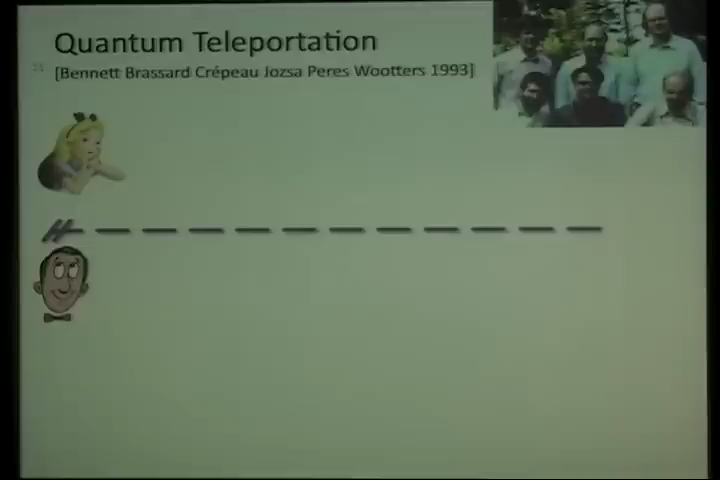 Quantum Teleportation
[Bennett Brassard Crépeau Jozsa Peres Wootters 1993]